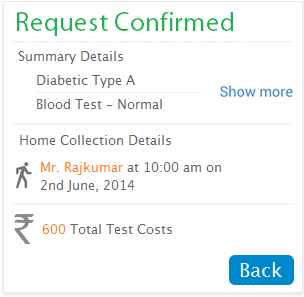 Request Confirmed
Summary Details
Diabetic Type A
Blood Test – Normal
Show more
Home Collection Details
Mr. Rajkumar at 10:00 am on
2nd June, 2014
₹ 600 Total Test Costs
Back